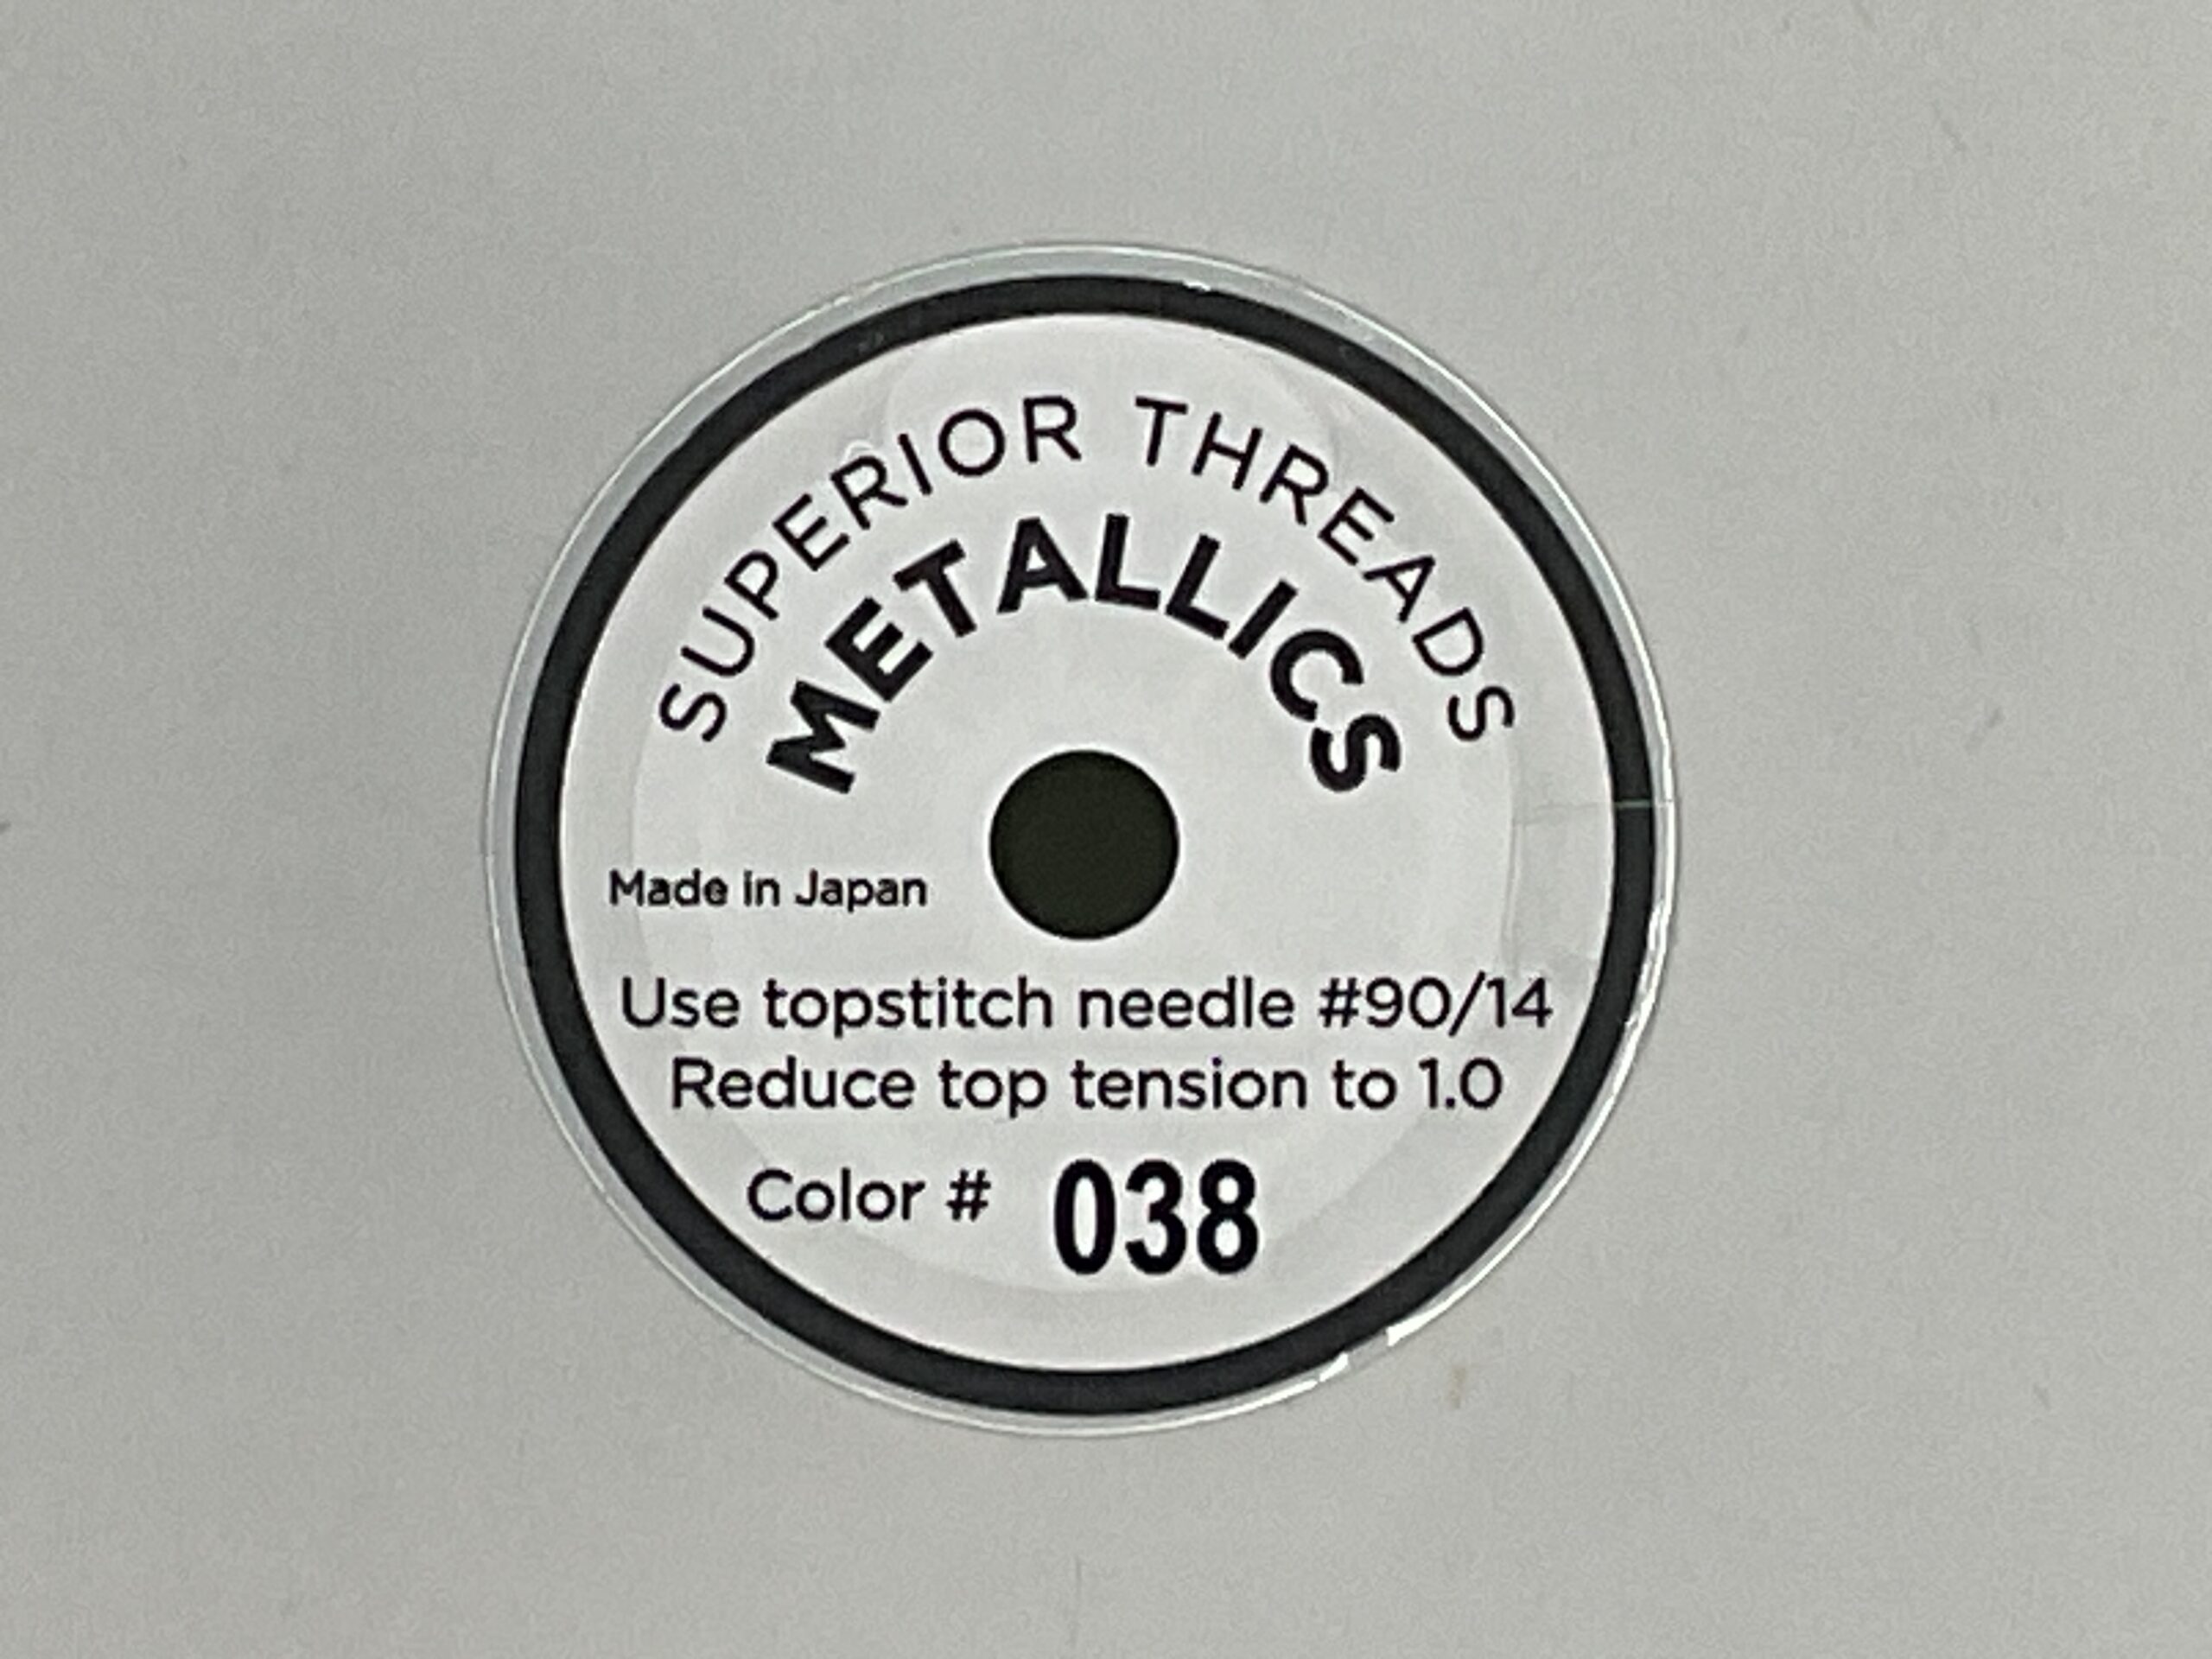 SUPERIOR THREADS
METALLICS
Made in Japan
Use topstitch needle #90/14
Reduce top tension to 1.0
Color # 038